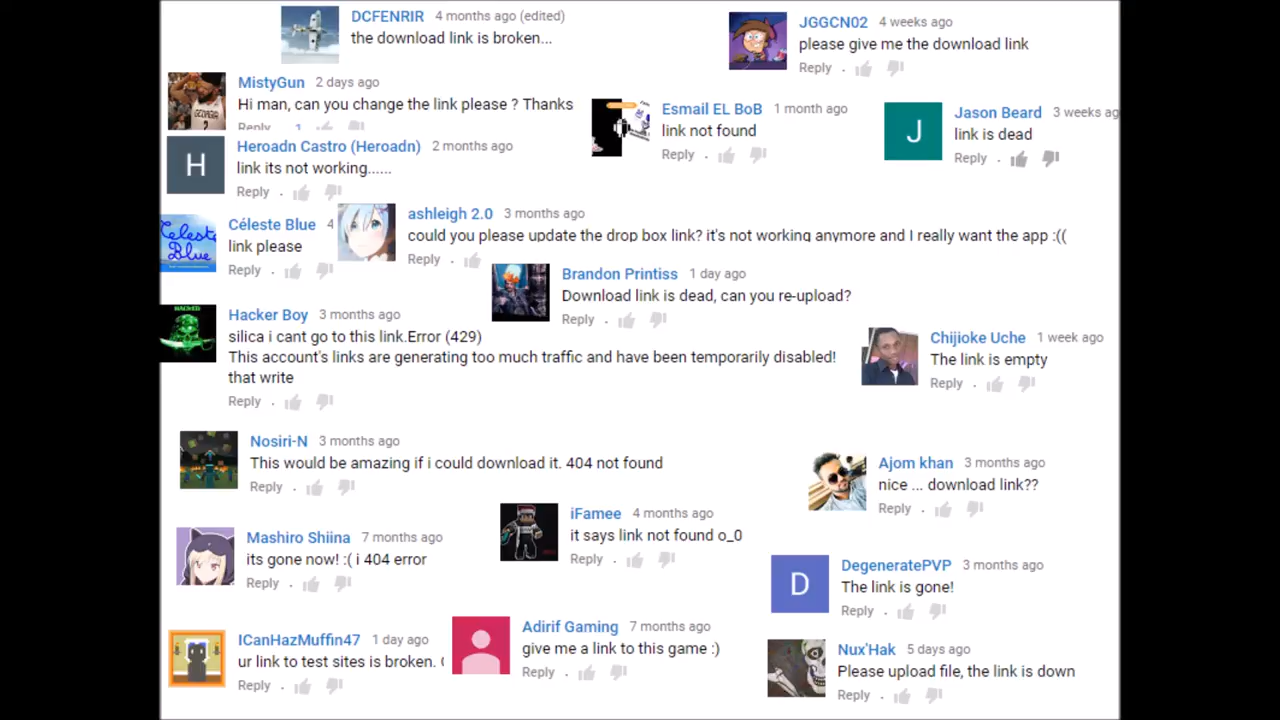 DCFENRIR 4 months ago (edited)
the download link is broken...
JGGCN02 4 weeks ago
please give me the download link
Reply
MistyGun 2 days ago
Hi man, can you change the link please ? Thanks
Reply 1
Esmail EL BoB 1 month ago
link not found
Reply
Jason Beard 3 weeks ag
link is dead
Reply
J
Heroadn Castro (Heroadn) 2 months ago
link its not working......
Reply
H
Céleste Blue 4
link please
Reply
Celeste
Blue
ashleigh 2.0 3 months ago
could you please update the drop box link? it's not working anymore and I really want the app :((
Reply
Brandon Printiss 1 day ago
Download link is dead, can you re-upload?
Reply
HACKER
Hacker Boy 3 months ago
silica i cant go to this link.Error (429)
This account's links are generating too much traffic and have been temporarily disabled!
that write
Reply
Chijioke Uche 1 week ago
The link is empty
Reply
Nosiri-N 3 months ago
This would be amazing if i could download it. 404 not found
Reply
Ajom khan 3 months ago
nice ... download link??
Reply
Mashiro Shiina 7 months ago
its gone now! :( i 404 error
Reply
iFamee 4 months ago
it says link not found o_0
Reply
D
DegeneratePVP 3 months ago
The link is gone!
Reply
ICanHazMuffin47 1 day ago
ur link to test sites is broken.
Reply
Adirif Gaming 7 months ago
give me a link to this game :)
Reply
Nux'Hak 5 days ago
Please upload file, the link is down
Reply